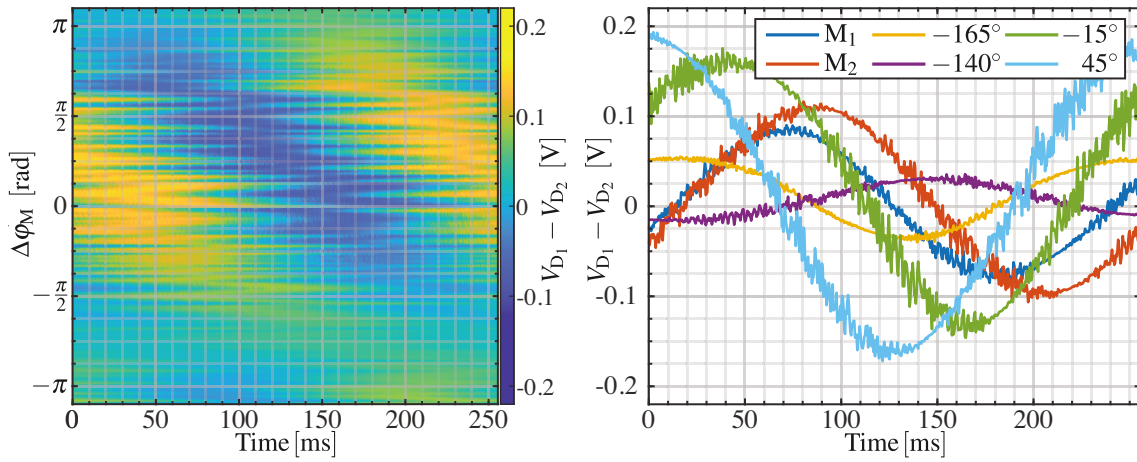 π
π/2
0
−π/2
−π
Δφ_M [rad]
0 50 100 150 200 250
Time [ms]
0.2
0.1
0
-0.1
-0.2
V_D₁ − V_D₂ [V]
0.2
0.1
0
-0.1
-0.2
V_D₁ − V_D₂ [V]
M₁ −165° −15°
M₂ −140° 45°
0 50 100 150 200
Time [ms]